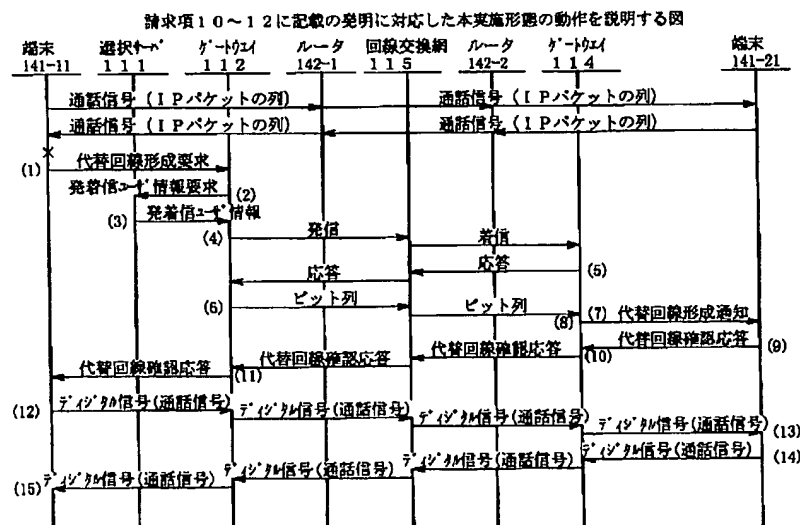 請求項１０～１２に記載の発明に対応した本実施形態の動作を説明する図
端末 選択ｻｰﾊﾞ ｹﾞｰﾄｳｴｲ ルータ 回線交換網 ルータ ｹﾞｰﾄｳｴｲ 端末
141-11 １１１ １１２ 142-1 １１５ 142-2 １１４ 141-21
通話信号（ＩＰパケットの列） 通話信号（ＩＰパケットの列）
通話信号（ＩＰパケットの列） 通話信号（ＩＰパケットの列）
×
(1) 代替回線形成要求
発着信ﾕｰｻﾞ情報要求 (2)
(3) 発着信ﾕｰｻﾞ情報
(4) 発信 着信
応答 応答 (5)
(6) ビット列 ビット列 (7) 代替回線形成通知
(8)
代替回線確認応答 (9)
代替回線確認応答 (10)
代替回線確認応答
代替回線確認応答 (11)
(12) ﾃﾞｨｼﾞﾀﾙ信号(通話信号) ﾃﾞｨｼﾞﾀﾙ信号(通話信号) ﾃﾞｨｼﾞﾀﾙ信号(通話信号) ﾃﾞｨｼﾞﾀﾙ信号(通話信号) (13)
(15) ﾃﾞｨｼﾞﾀﾙ信号(通話信号) ﾃﾞｨｼﾞﾀﾙ信号(通話信号) ﾃﾞｨｼﾞﾀﾙ信号(通話信号) ﾃﾞｨｼﾞﾀﾙ信号(通話信号) (14)